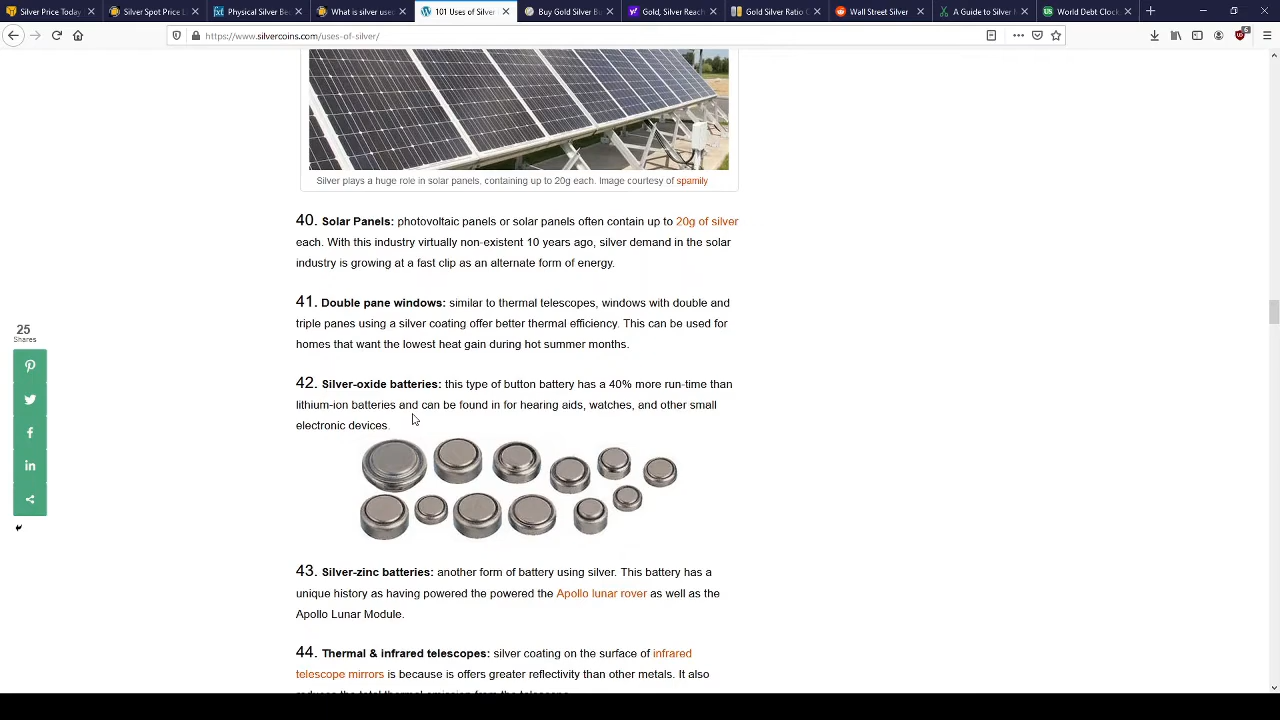 Silver Price Today
Silver Spot Price L
Physical Silver Be
What is silver use
101 Uses of Silver
Buy Gold Silver Bu
Gold, Silver Reach
Gold Silver Ratio C
Wall Street Silver
A Guide to Silver M
World Debt Clock
https://www.silvercoins.com/uses-of-silver/
Silver plays a huge role in solar panels, containing up to 20g each. Image courtesy of spamily
40. Solar Panels: photovoltaic panels or solar panels often contain up to 20g of silver
each. With this industry virtually non-existent 10 years ago, silver demand in the solar
industry is growing at a fast clip as an alternate form of energy.
41. Double pane windows: similar to thermal telescopes, windows with double and
triple panes using a silver coating offer better thermal efficiency. This can be used for
homes that want the lowest heat gain during hot summer months.
25
Shares
42. Silver-oxide batteries: this type of button battery has a 40% more run-time than
lithium-ion batteries and can be found in for hearing aids, watches, and other small
electronic devices.
43. Silver-zinc batteries: another form of battery using silver. This battery has a
unique history as having powered the powered the Apollo lunar rover as well as the
Apollo Lunar Module.
44. Thermal & infrared telescopes: silver coating on the surface of infrared
telescope mirrors is because is offers greater reflectivity than other metals. It also
reduces the total thermal emission from the telescope.